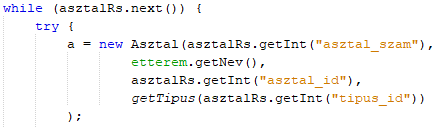 while (asztalRs.next()) {
try {
a = new Asztal(asztalRs.getInt("asztal_szam"),
etterem.getNev(),
asztalRs.getInt("asztal_id"),
getTipus(asztalRs.getInt("tipus_id"))
);